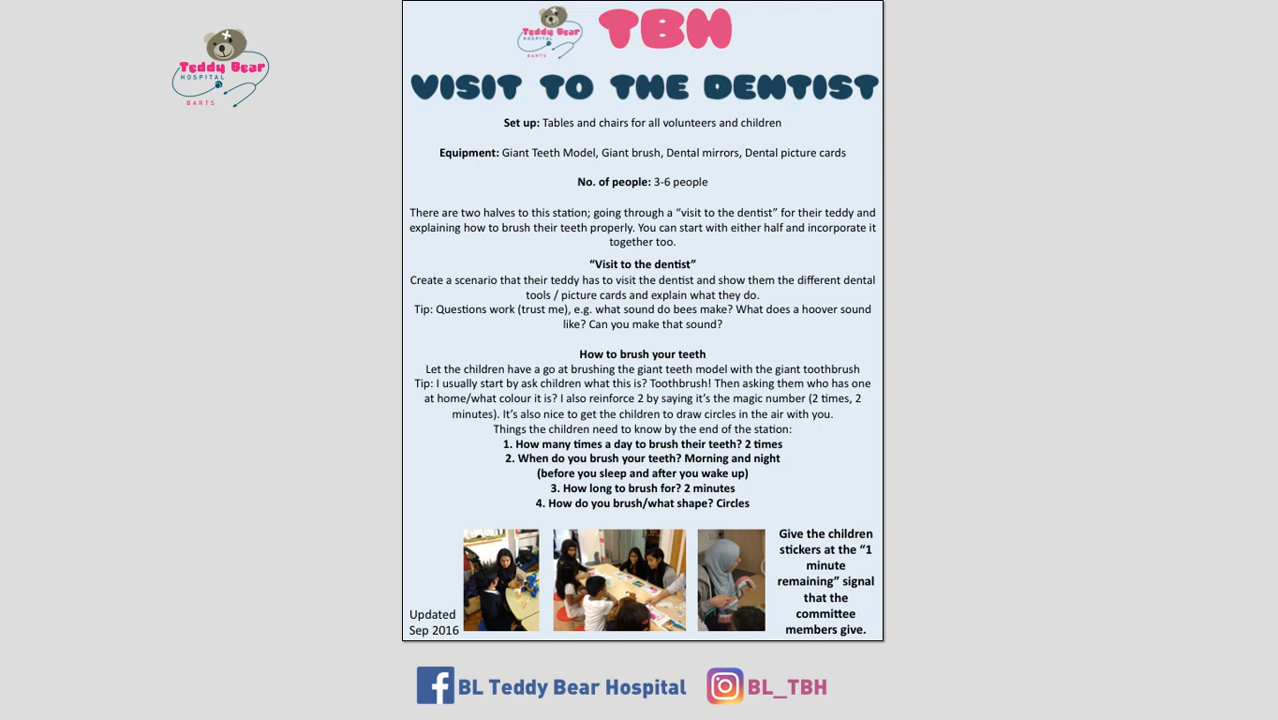 Teddy Bear
HOSPITAL
BARTS
Teddy Bear
HOSPITAL
TBH
VISIT TO THE DENTIST
Set up: Tables and chairs for all volunteers and children
Equipment: Giant Teeth Model, Giant brush, Dental mirrors, Dental picture cards
No. of people: 3-6 people
There are two halves to this station; going through a “visit to the dentist” for their teddy and
explaining how to brush their teeth properly. You can start with either half and incorporate it
together too.
“Visit to the dentist”
Create a scenario that their teddy has to visit the dentist and show them the different dental
tools / picture cards and explain what they do.
Tip: Questions work (trust me), e.g. what sound do bees make? What does a hoover sound
like? Can you make that sound?
How to brush your teeth
Let the children have a go at brushing the giant teeth model with the giant toothbrush
Tip: I usually start by ask children what this is? Toothbrush! Then asking them who has one
at home/what colour it is? I also reinforce 2 by saying it’s the magic number (2 times, 2
minutes). It’s also nice to get the children to draw circles in the air with you.
Things the children need to know by the end of the station:
1. How many times a day to brush their teeth? 2 times
2. When do you brush your teeth? Morning and night
(before you sleep and after you wake up)
3. How long to brush for? 2 minutes
4. How do you brush/what shape? Circles
Give the children
stickers at the “1
minute
remaining” signal
that the
committee
members give.
Updated
Sep 2016
BL Teddy Bear Hospital
BL_TBH